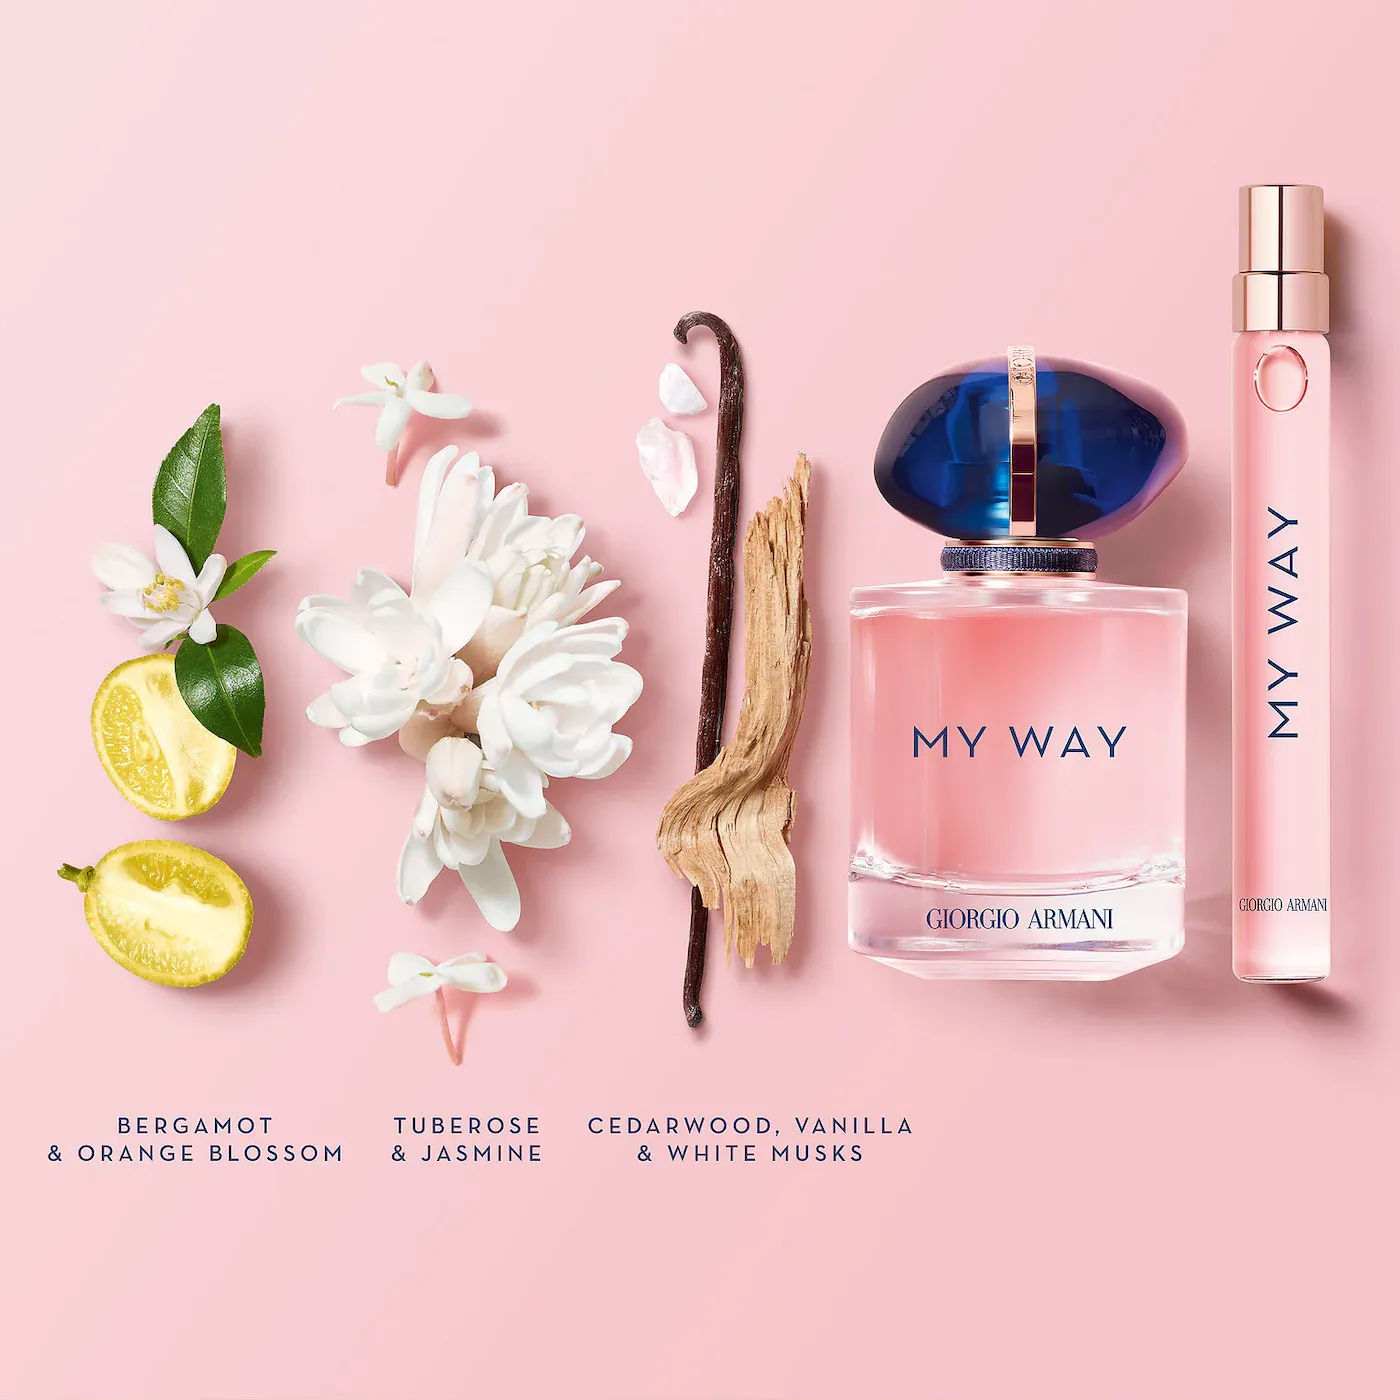 MY WAY
GIORGIO ARMANI
MY WAY
GIORGIO ARMANI
BERGAMOT
& ORANGE BLOSSOM
TUBEROSE
& JASMINE
CEDARWOOD, VANILLA
& WHITE MUSKS